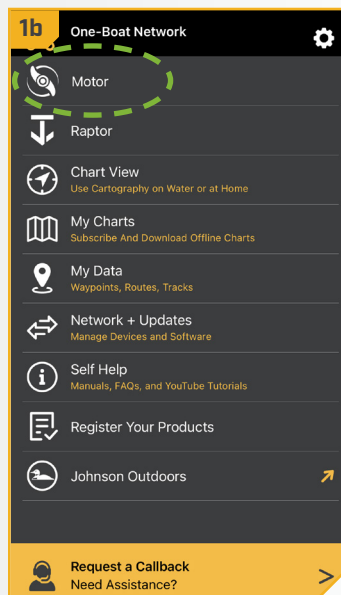 1b
One-Boat Network
Motor
Raptor
Chart View
Use Cartography on Water or at Home
My Charts
Subscribe And Download Offline Charts
My Data
Waypoints, Routes, Tracks
Network + Updates
Manage Devices and Software
Self Help
Manuals, FAQs, and YouTube Tutorials
Register Your Products
Johnson Outdoors
Request a Callback
Need Assistance?